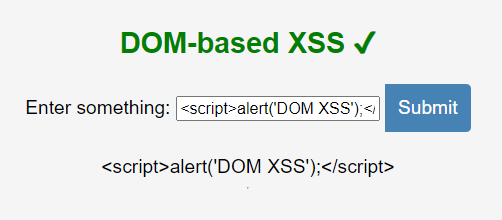 DOM-based XSS ✔
Enter something: <script>alert('DOM XSS');</ Submit
<script>alert('DOM XSS');</script>